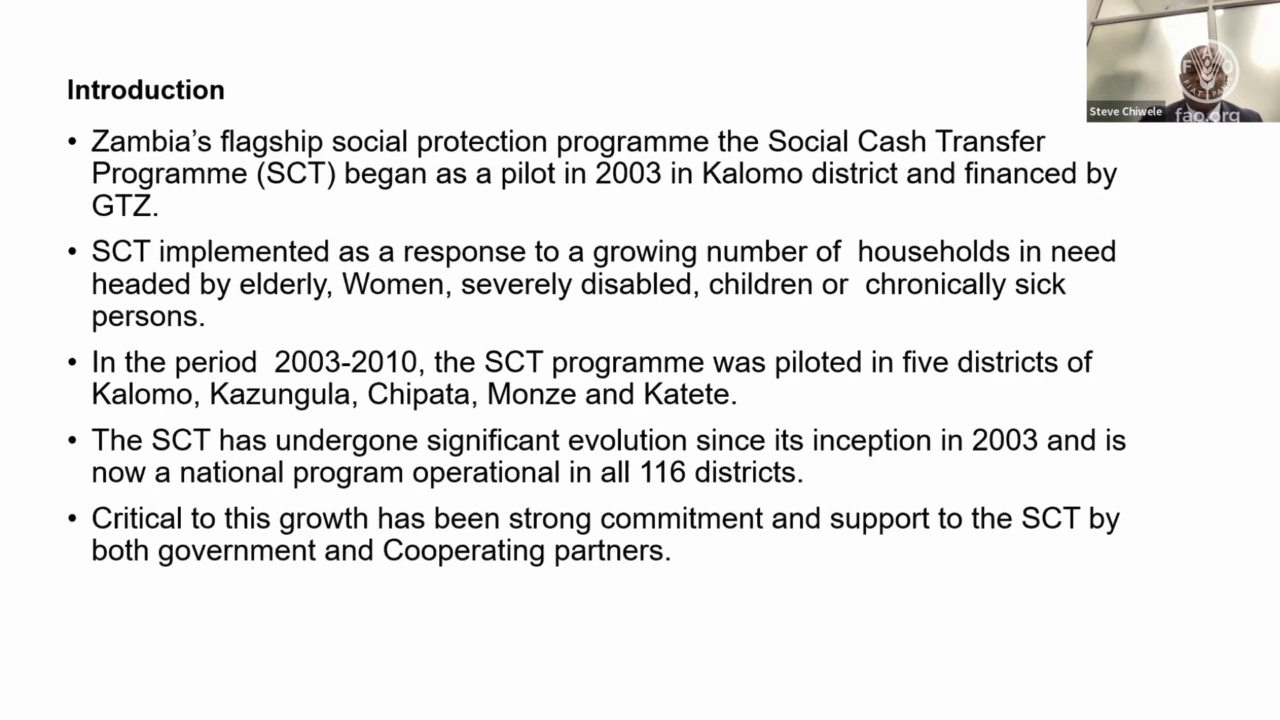 Introduction
• Zambia's flagship social protection programme the Social Cash Transfer
Programme (SCT) began as a pilot in 2003 in Kalomo district and financed by
GTZ.
• SCT implemented as a response to a growing number of  households in need
headed by elderly, Women, severely disabled, children or  chronically sick
persons.
• In the period  2003-2010, the SCT programme was piloted in five districts of
Kalomo, Kazungula, Chipata, Monze and Katete.
• The SCT has undergone significant evolution since its inception in 2003 and is
now a national program operational in all 116 districts.
• Critical to this growth has been strong commitment and support to the SCT by
both government and Cooperating partners.
Steve Chiwele
F A O
FIAT PANIS
fao.org